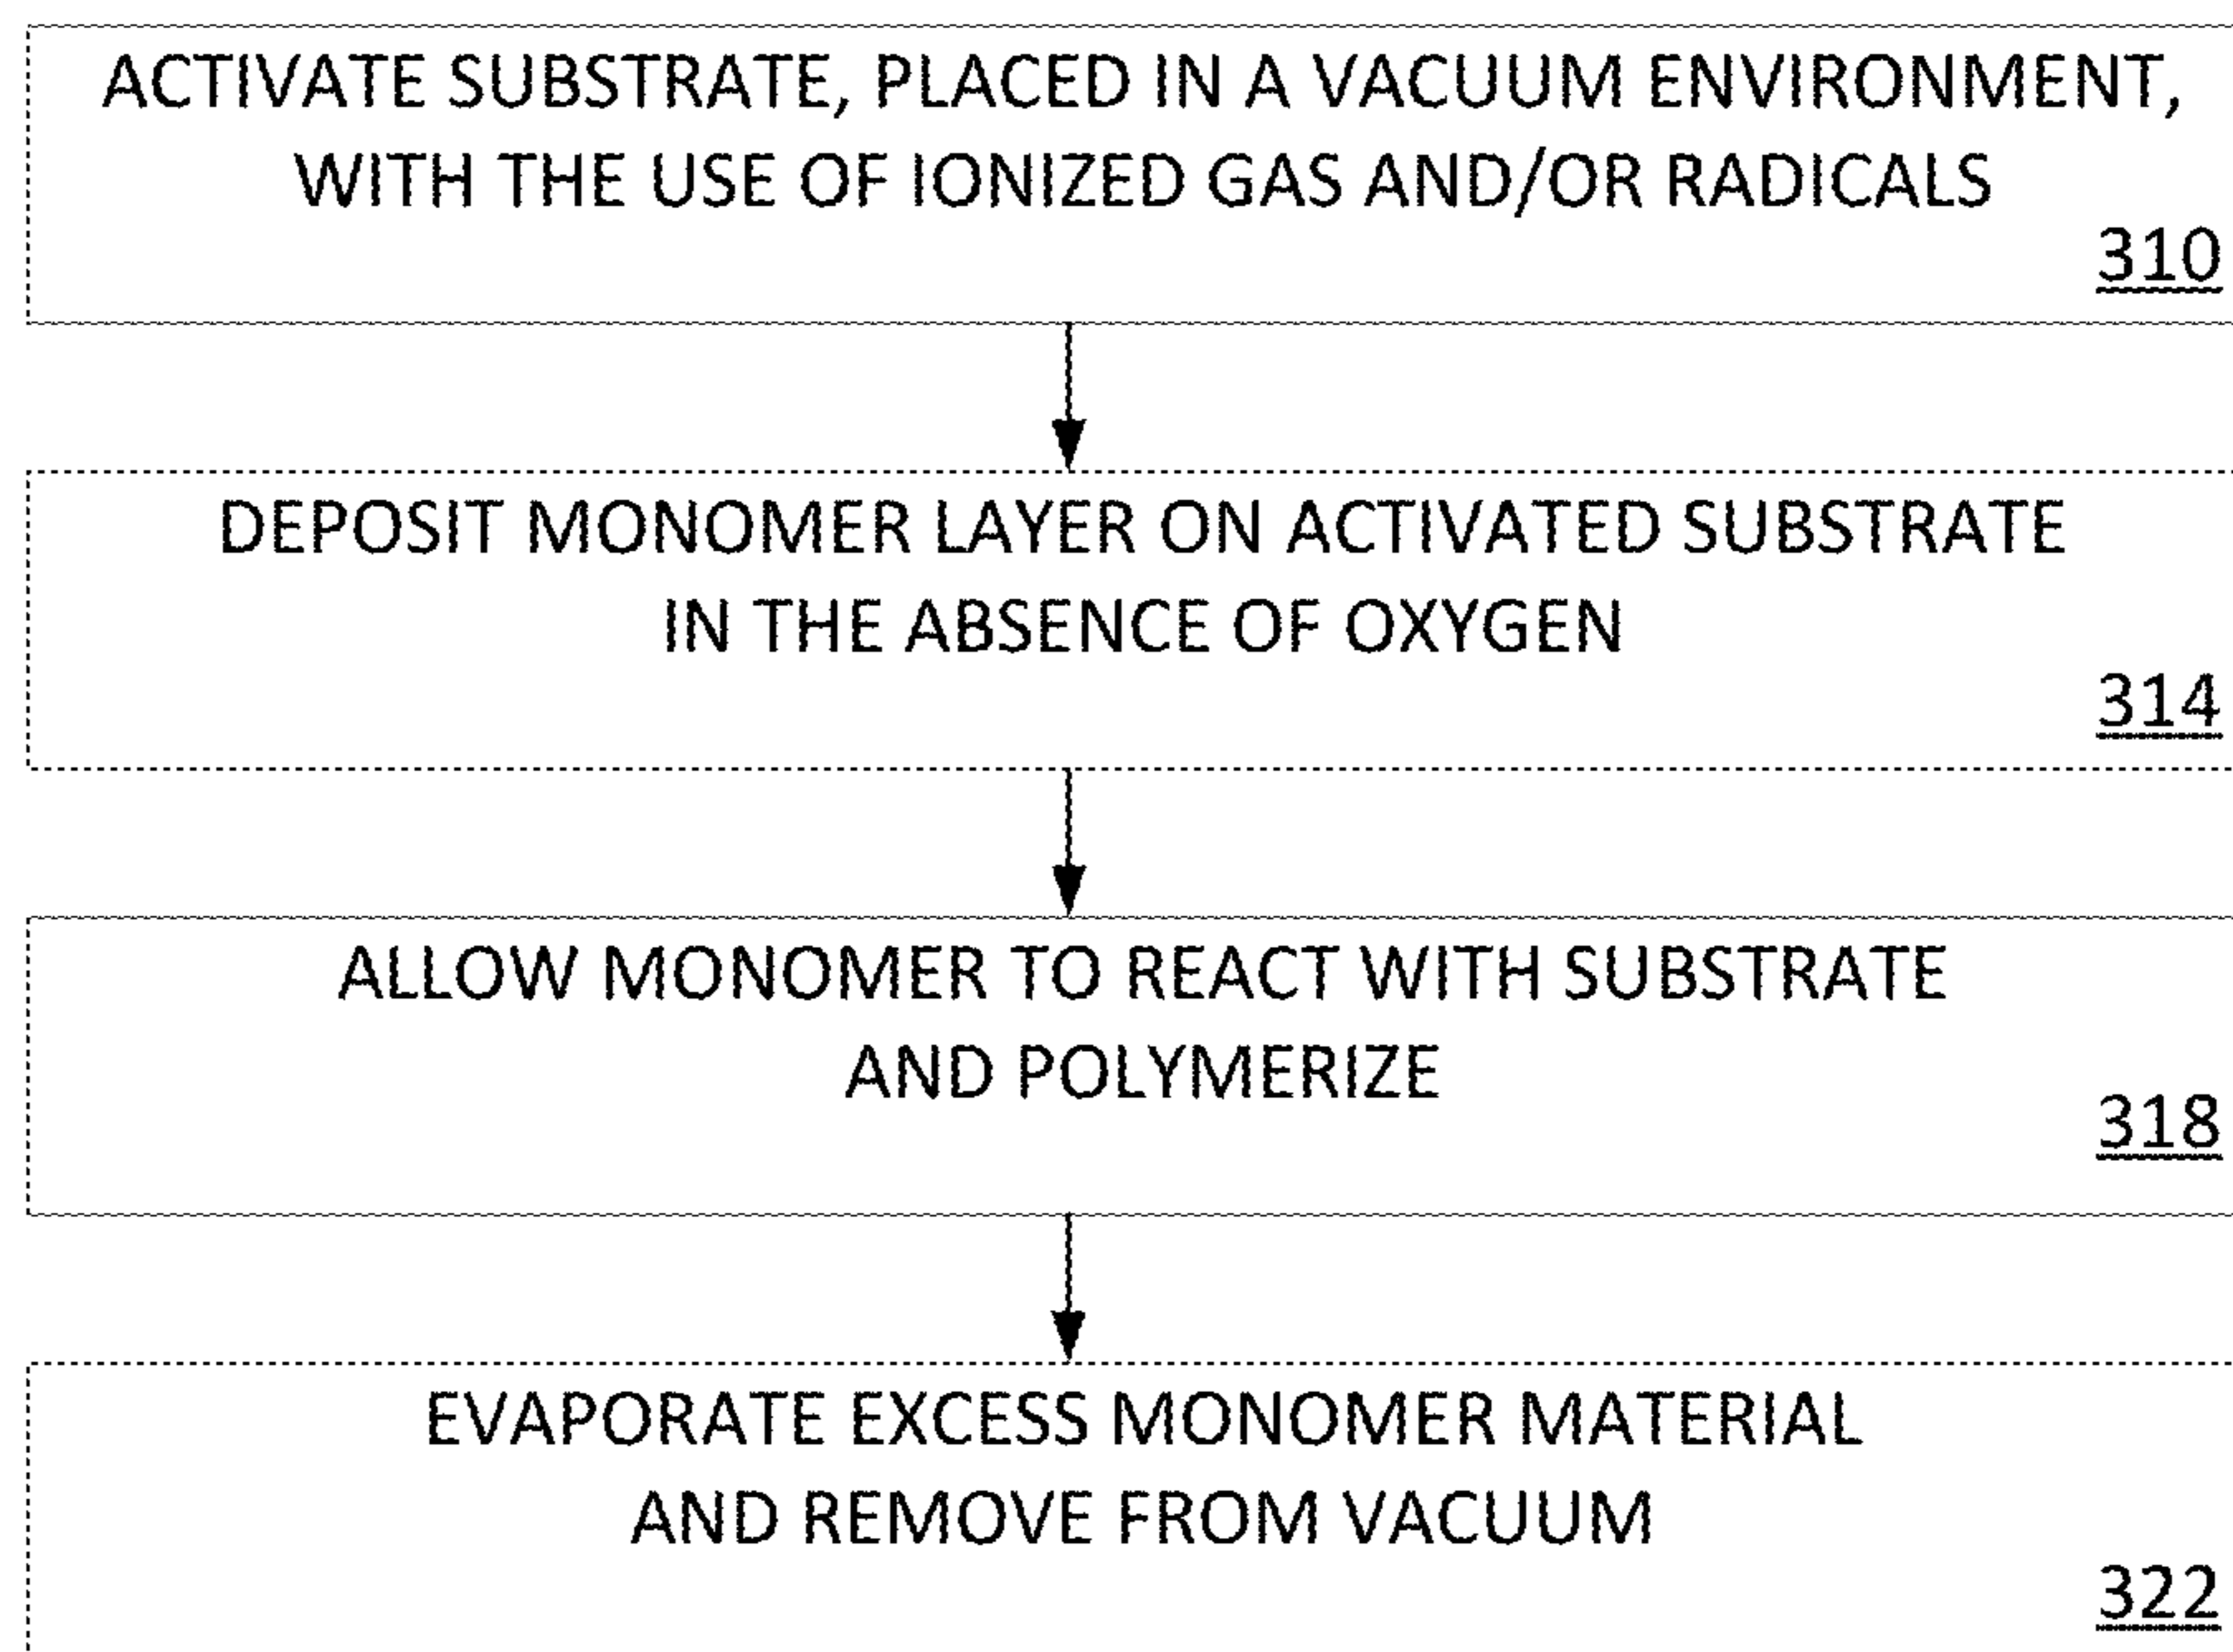 ACTIVATE SUBSTRATE, PLACED IN A VACUUM ENVIRONMENT,
WITH THE USE OF IONIZED GAS AND/OR RADICALS
310
DEPOSIT MONOMER LAYER ON ACTIVATED SUBSTRATE
IN THE ABSENCE OF OXYGEN
314
ALLOW MONOMER TO REACT WITH SUBSTRATE
AND POLYMERIZE
318
EVAPORATE EXCESS MONOMER MATERIAL
AND REMOVE FROM VACUUM
322